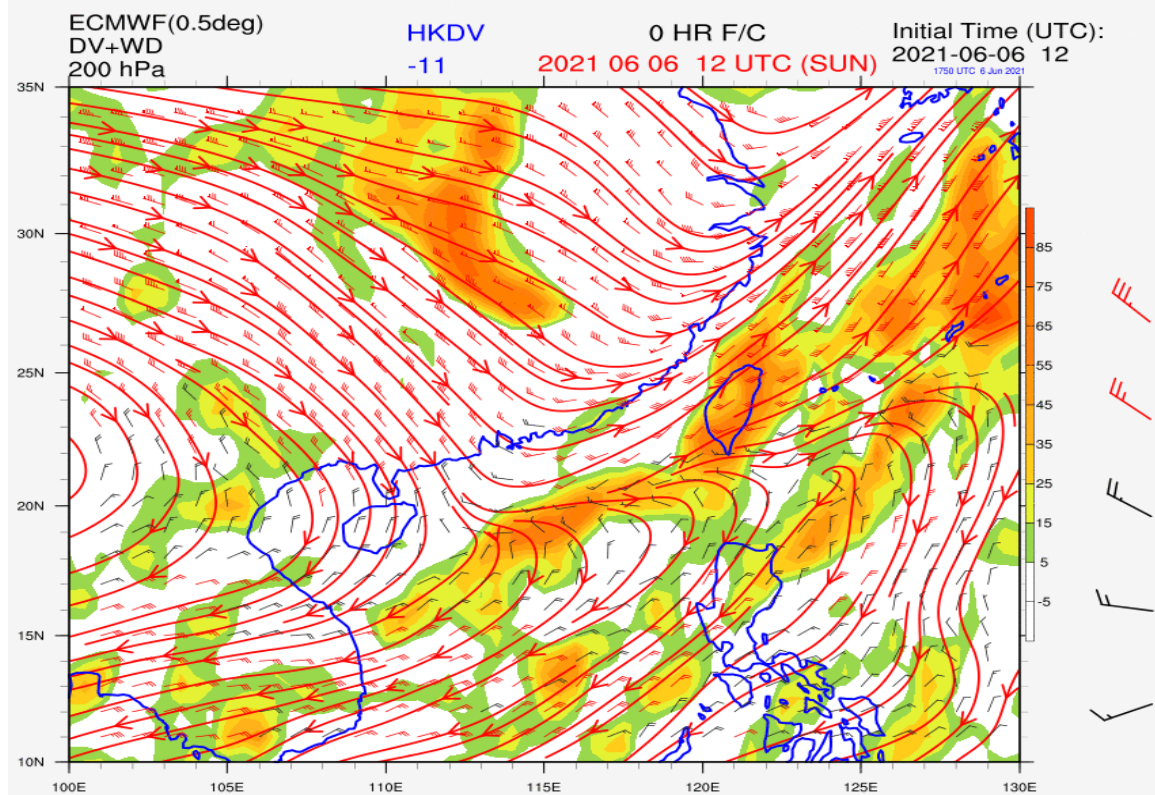 ECMWF(0.5deg)
DV+WD
200 hPa
HKDV
-11
0 HR F/C
2021 06 06 12 UTC (SUN)
Initial Time (UTC):
2021-06-06 12
1750 UTC 6 Jun 2021
35N
30N
25N
20N
15N
10N
100E
105E
110E
115E
120E
125E
130E
85
75
65
55
45
35
25
15
5
-5